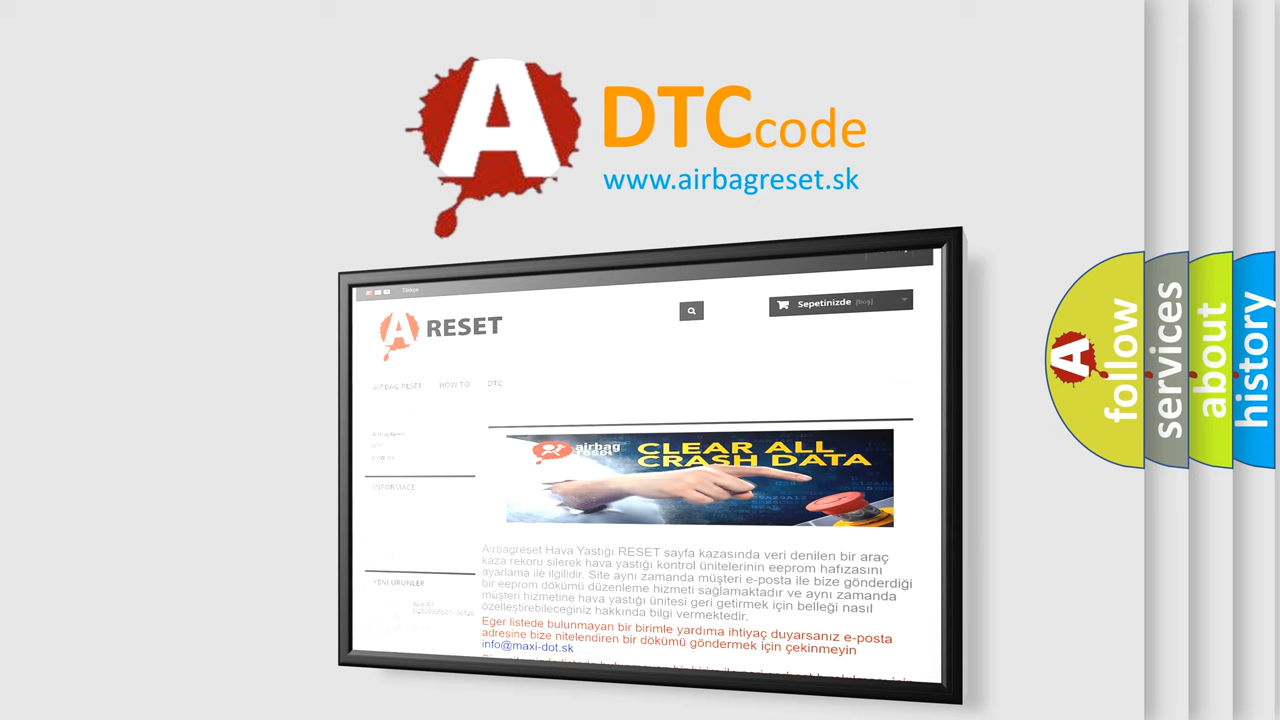 A DTCcode
www.airbagreset.sk
Türkçe
A RESET
Sepetinizde [boş]
AIRBAG RESET HOW TO DTC
INFORMACE
airbag
reset
CLEAR ALL
CRASH DATA
Airbagreset Hava Yastığı RESET sayfa kazasında veri denilen bir araç
kaza rekoru silerek hava yastığı kontrol ünitelerinin eeprom hafızasını
ayarlama ile ilgilidir. Site aynı zamanda müşteri e-posta ile bize gönderdiği
bir eeprom dökümü düzenleme hizmeti sağlamaktadır ve aynı zamanda
müşteri hizmetine hava yastığı ünitesi geri getirmek için belleği nasıl
özelleştirebileceğiniz hakkında bilgi vermektedir.
Eğer listede bulunmayan bir birimle yardıma ihtiyaç duyarsanız e-posta
adresine bize nitelendiren bir dökümü göndermek için çekinmeyin
info@maxi-dot.sk
YENİ ÜRÜNLER
A
follow
services
about
history